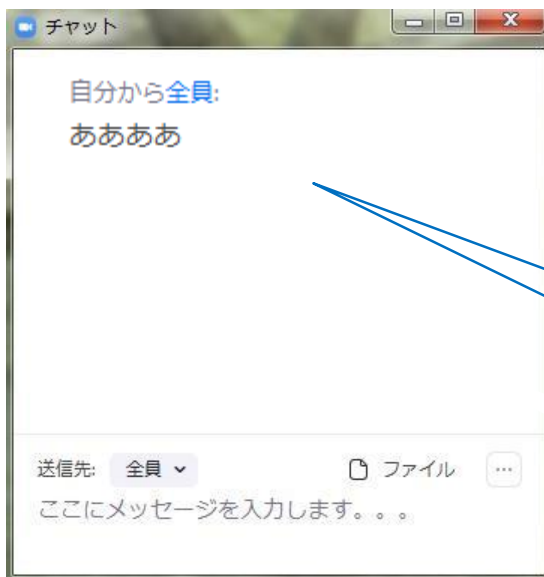 チャット
自分から全員:
ああああ
送信先: 全員 ファイル ...
ここにメッセージを入力します。。。